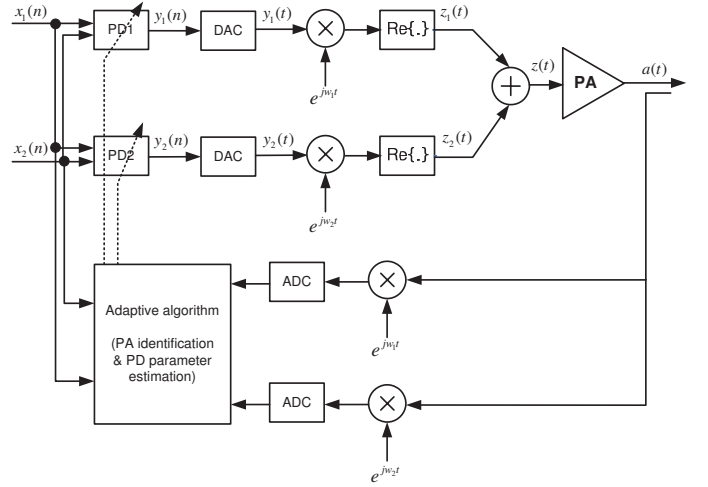 x₁(n)
PD1
y₁(n)
DAC
y₁(t)
×
Re{.}
z₁(t)
e^{jw₁t}
+
z(t)
PA
a(t)
x₂(n)
PD2
y₂(n)
DAC
y₂(t)
×
Re{.}
z₂(t)
e^{jw₂t}
Adaptive algorithm
(PA identification
& PD parameter
estimation)
ADC
×
e^{jw₁t}
ADC
×
e^{jw₂t}